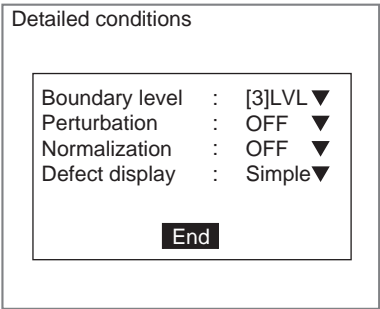 Detailed conditions
Boundary level : [3]LVL ▼
Perturbation : OFF ▼
Normalization : OFF ▼
Defect display : Simple▼
End